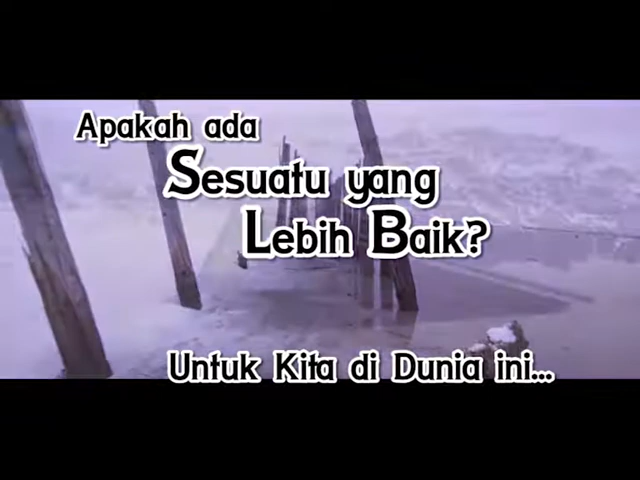 Apakah ada
Sesuatu yang
Lebih Baik?
Untuk Kita di Dunia ini...